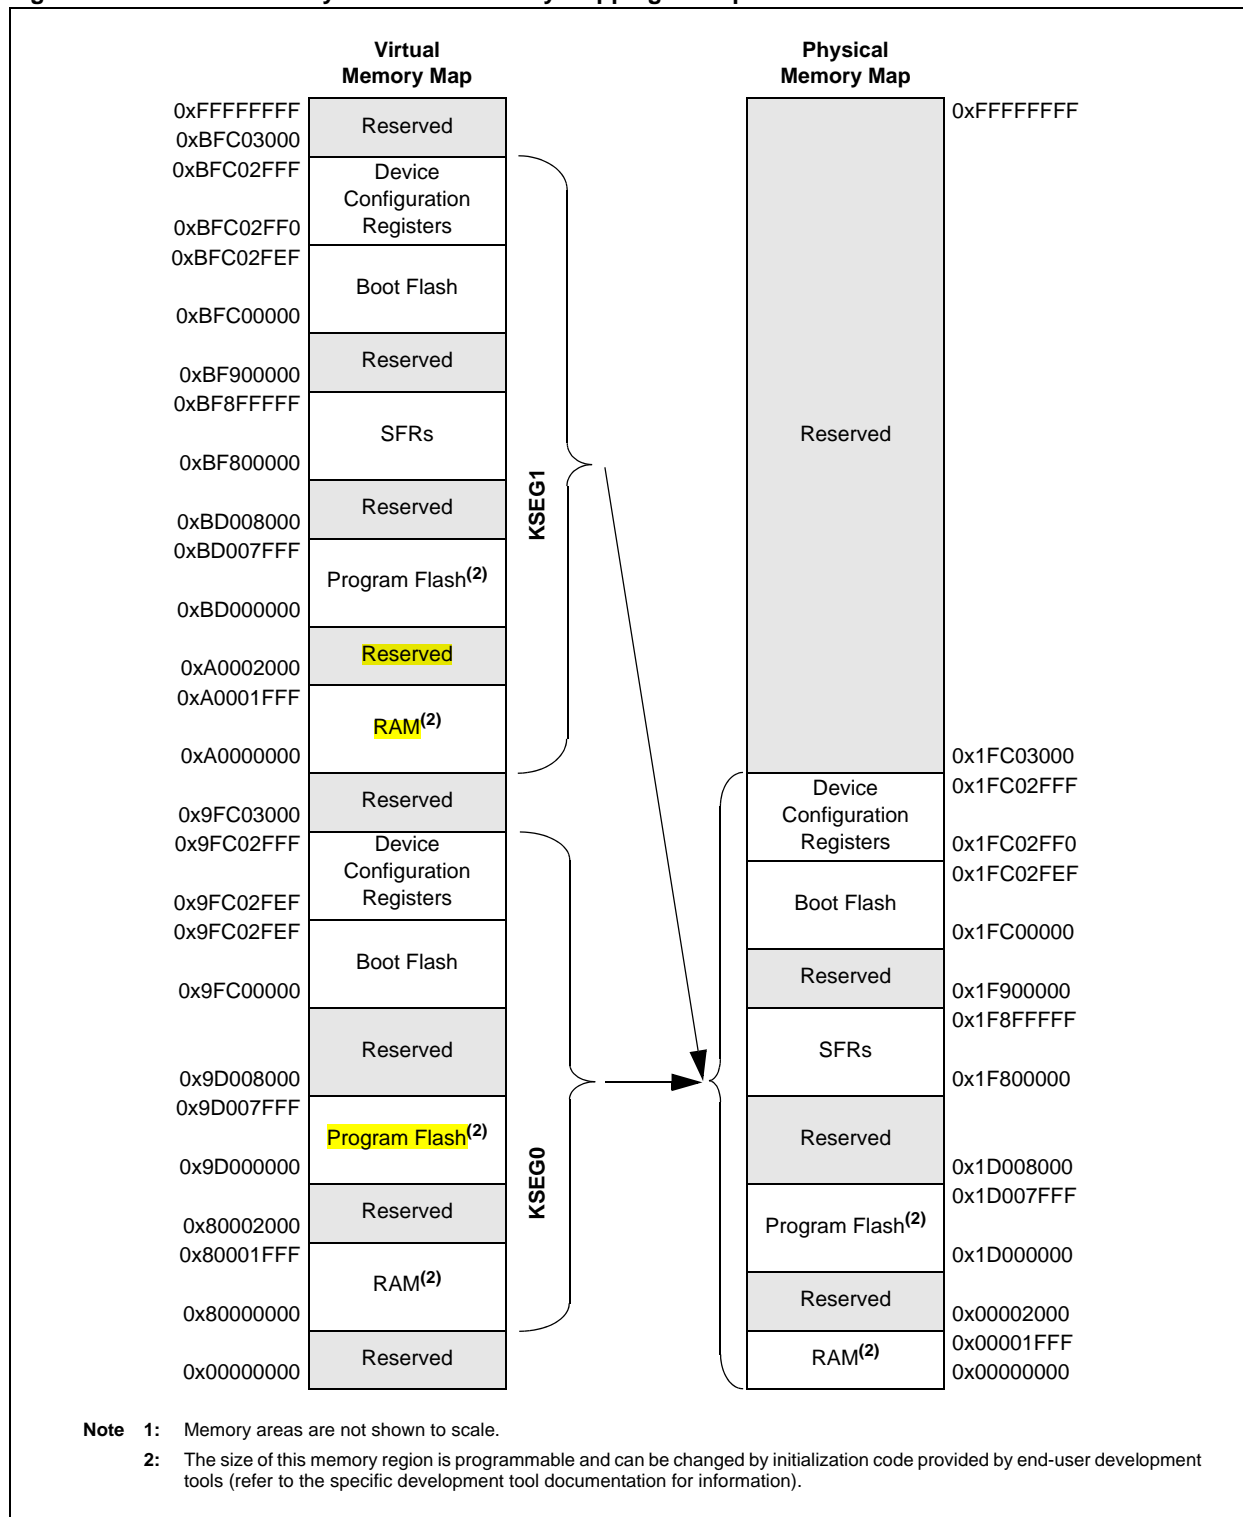 Virtual
Memory Map
Physical
Memory Map
0xFFFFFFFF
Reserved
0xBFC03000
0xBFC02FFF
Device
Configuration
Registers
0xBFC02FF0
0xBFC02FEF
Boot Flash
0xBFC00000
Reserved
0xBF900000
0xBF8FFFFF
SFRs
0xBF800000
Reserved
0xBD008000
0xBD007FFF
Program Flash(2)
0xBD000000
Reserved
0xA0002000
0xA0001FFF
RAM(2)
0xA0000000
KSEG1
Reserved
0x9FC03000
0x9FC02FFF
Device
Configuration
Registers
0x9FC02FEF
0x9FC02FEF
Boot Flash
0x9FC00000
Reserved
0x9D008000
0x9D007FFF
Program Flash(2)
0x9D000000
Reserved
0x80002000
0x80001FFF
RAM(2)
0x80000000
KSEG0
Reserved
0x00000000
0xFFFFFFFF
Reserved
0x1FC03000
0x1FC02FFF
Device
Configuration
Registers
0x1FC02FF0
0x1FC02FEF
Boot Flash
0x1FC00000
Reserved
0x1F900000
0x1F8FFFFF
SFRs
0x1F800000
Reserved
0x1D008000
0x1D007FFF
Program Flash(2)
0x1D000000
Reserved
0x00002000
0x00001FFF
RAM(2)
0x00000000
Note 1: Memory areas are not shown to scale.
2: The size of this memory region is programmable and can be changed by initialization code provided by end-user development
tools (refer to the specific development tool documentation for information).